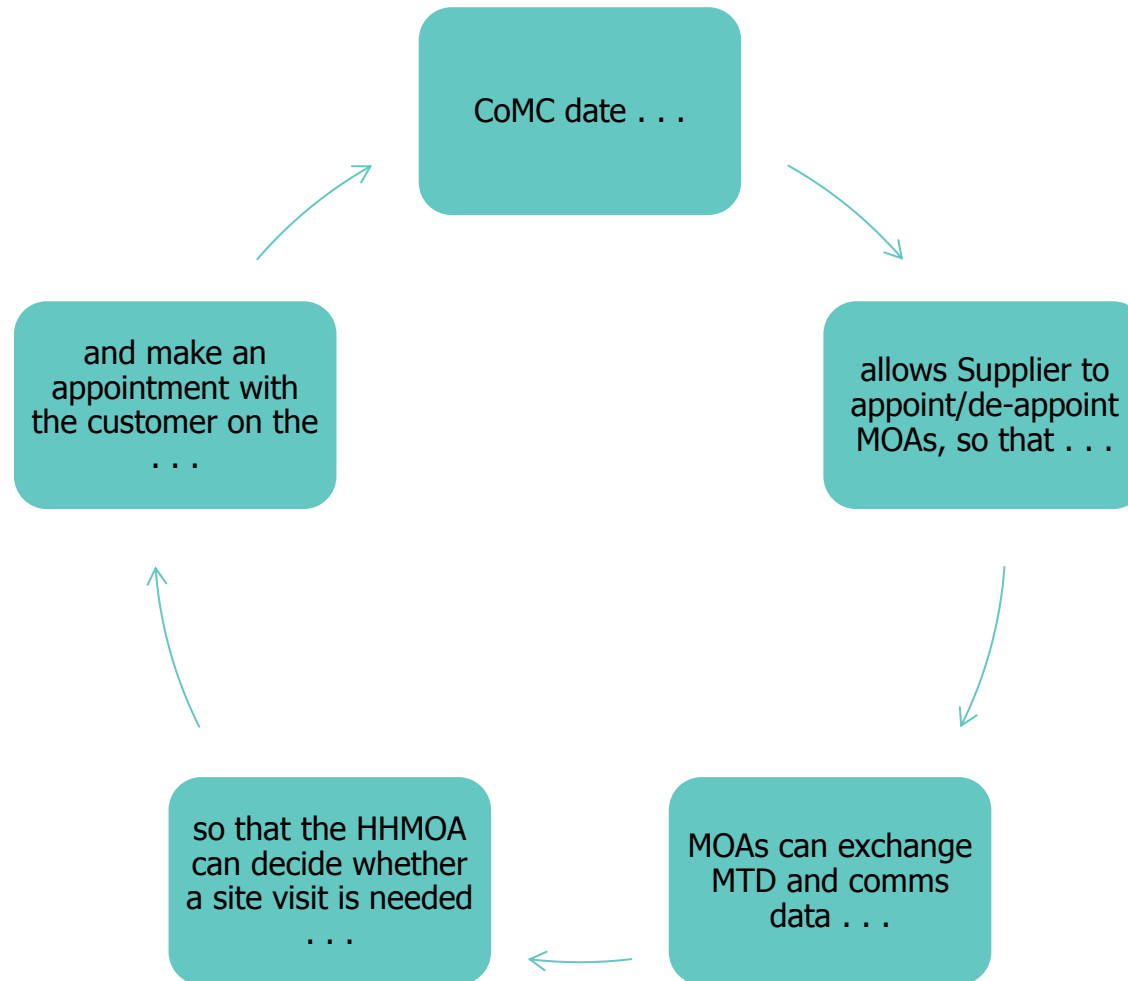 CoMC date . . .
allows Supplier to
appoint/de-appoint
MOAs, so that . . .
MOAs can exchange
MTD and comms
data . . .
so that the HHMOA
can decide whether
a site visit is needed
. . .
and make an
appointment with
the customer on the
. . .